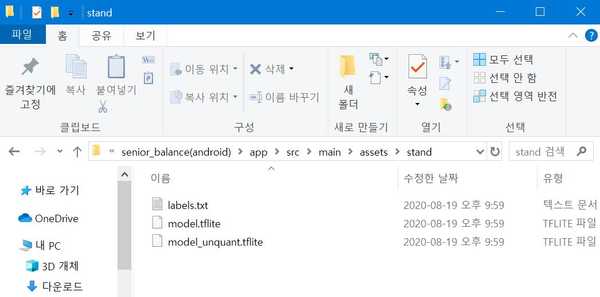 stand
파일 홈 공유 보기
즐겨찾기에 고정 복사 붙여넣기 이동 위치 삭제 복사 위치 이름 바꾸기 새 폴더 속성 모두 선택 선택 안 함 선택 영역 반전
클립보드 구성 새로 만들기 열기 선택
« senior_balance(android) > app > src > main > assets > stand stand 검색
이름 수정한 날짜 유형
바로 가기
OneDrive
내 PC
3D 개체
다운로드
labels.txt 2020-08-19 오후 9:59 텍스트 문서
model.tflite 2020-08-19 오후 9:59 TFLITE 파일
model_unquant.tflite 2020-08-19 오후 9:59 TFLITE 파일